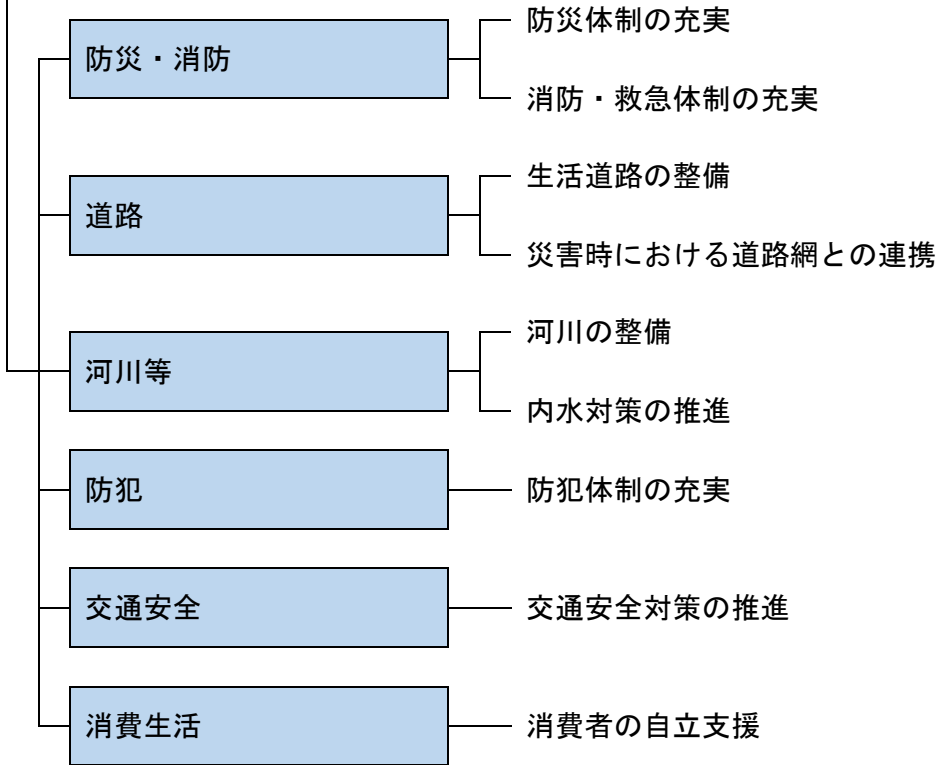 防災・消防
防災体制の充実
消防・救急体制の充実
道路
生活道路の整備
災害時における道路網との連携
河川等
河川の整備
内水対策の推進
防犯
防犯体制の充実
交通安全
交通安全対策の推進
消費生活
消費者の自立支援